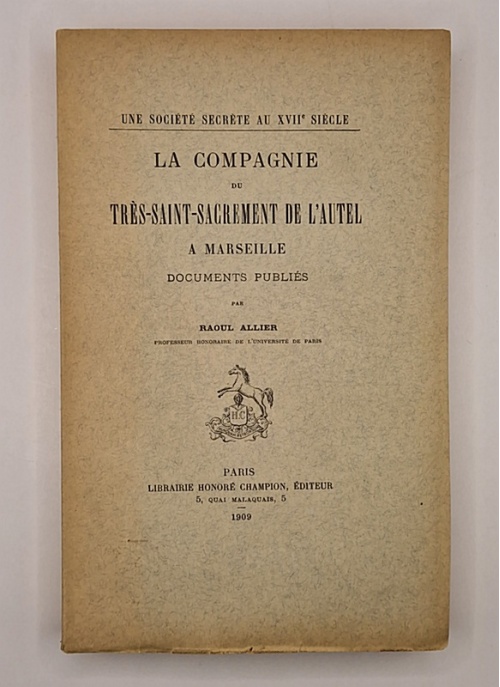 UNE SOCIÉTÉ SECRÈTE AU XVIIe SIÈCLE
LA COMPAGNIE
DU
TRÈS-SAINT-SACREMENT DE L'AUTEL
A MARSEILLE
DOCUMENTS PUBLIÉS
PAR
RAOUL ALLIER
PROFESSEUR HONORAIRE DE L'UNIVERSITÉ DE PARIS
H.C
PARIS
LIBRAIRIE HONORÉ CHAMPION, ÉDITEUR
5, QUAI MALAQUAIS, 5
1909